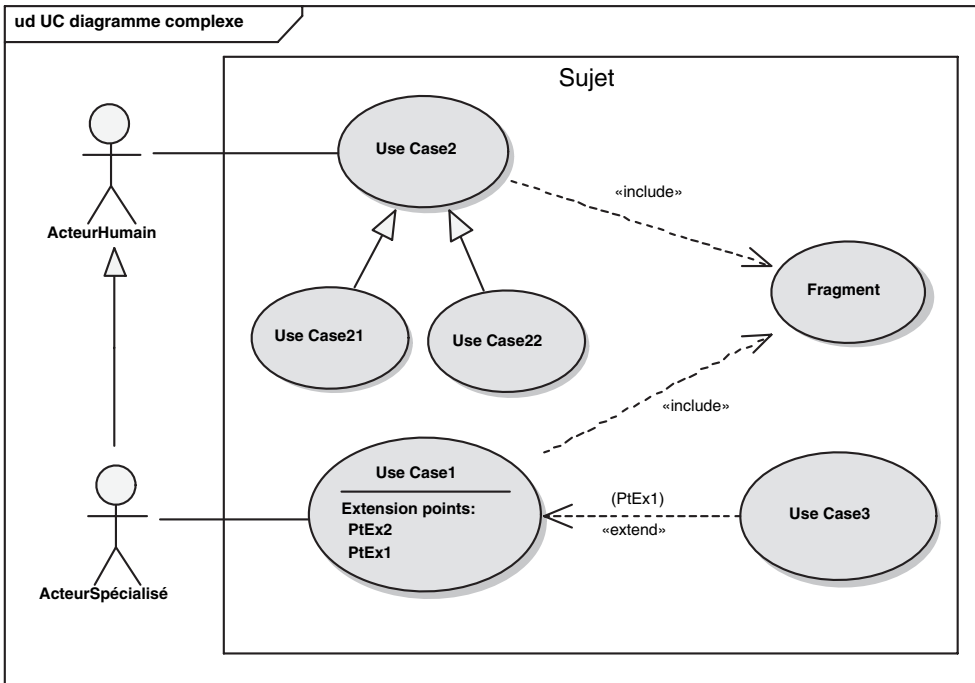 ud UC diagramme complexe
Sujet
Use Case2
«include»
ActeurHumain
Fragment
Use Case21
Use Case22
«include»
Use Case1
Extension points:
PtEx2
PtEx1
(PtEx1)
«extend»
Use Case3
ActeurSpécialisé